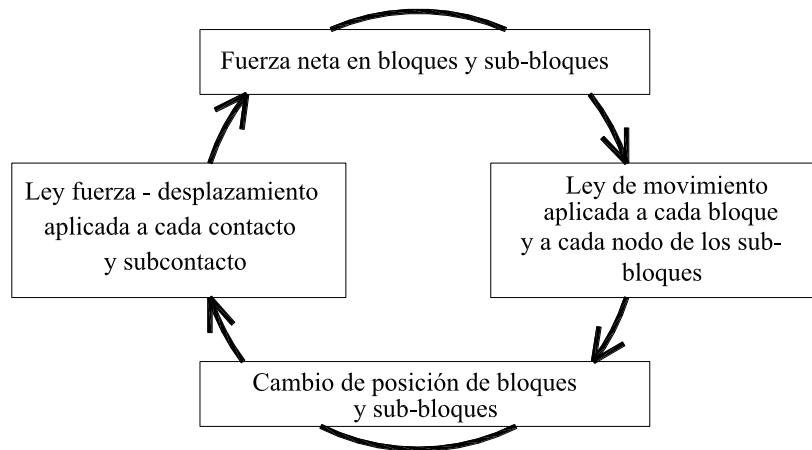 Fuerza neta en bloques y sub-bloques
Ley fuerza - desplazamiento
aplicada a cada contacto
y subcontacto
Ley de movimiento
aplicada a cada bloque
y a cada nodo de los sub-
bloques
Cambio de posición de bloques
y sub-bloques